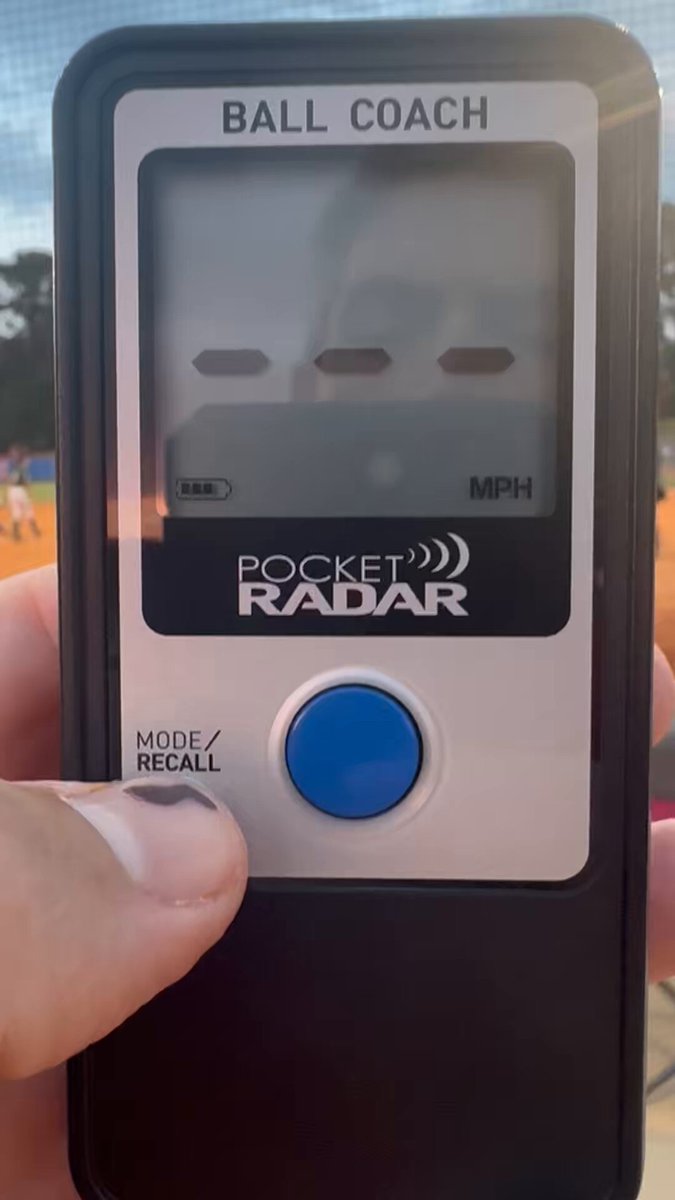 BALL COACH
- - -
MPH
POCKET
RADAR
MODE/
RECALL